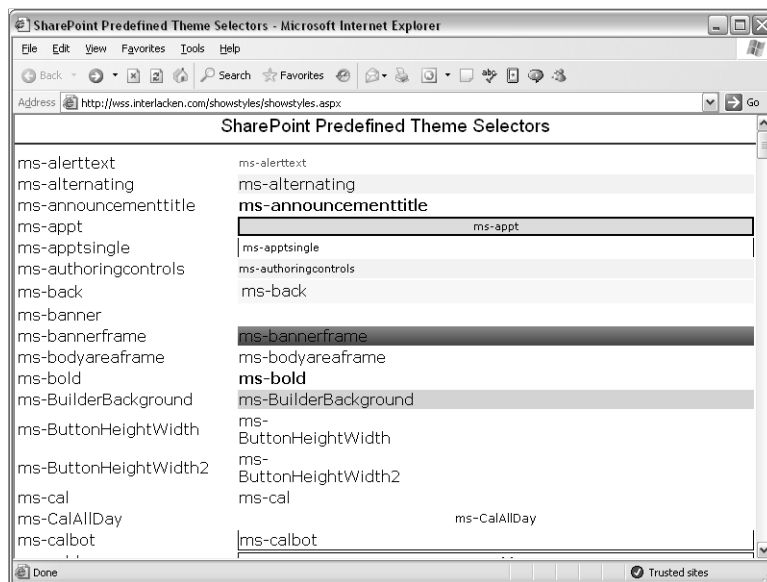 SharePoint Predefined Theme Selectors - Microsoft Internet Explorer
File Edit View Favorites Tools Help
Back Search Favorites
Address http://wss.interlacken.com/showstyles/showstyles.aspx Go
SharePoint Predefined Theme Selectors
ms-alerttext ms-alerttext
ms-alternating ms-alternating
ms-announcementtitle ms-announcementtitle
ms-appt ms-appt
ms-apptsingle ms-apptsingle
ms-authoringcontrols ms-authoringcontrols
ms-back ms-back
ms-banner
ms-bannerframe ms-bannerframe
ms-bodyareaframe ms-bodyareaframe
ms-bold ms-bold
ms-BuilderBackground ms-BuilderBackground
ms-ButtonHeightWidth ms-
ButtonHeightWidth
ms-ButtonHeightWidth2 ms-
ButtonHeightWidth2
ms-cal ms-cal
ms-CalAllDay ms-CalAllDay
ms-calbot ms-calbot
Done Trusted sites